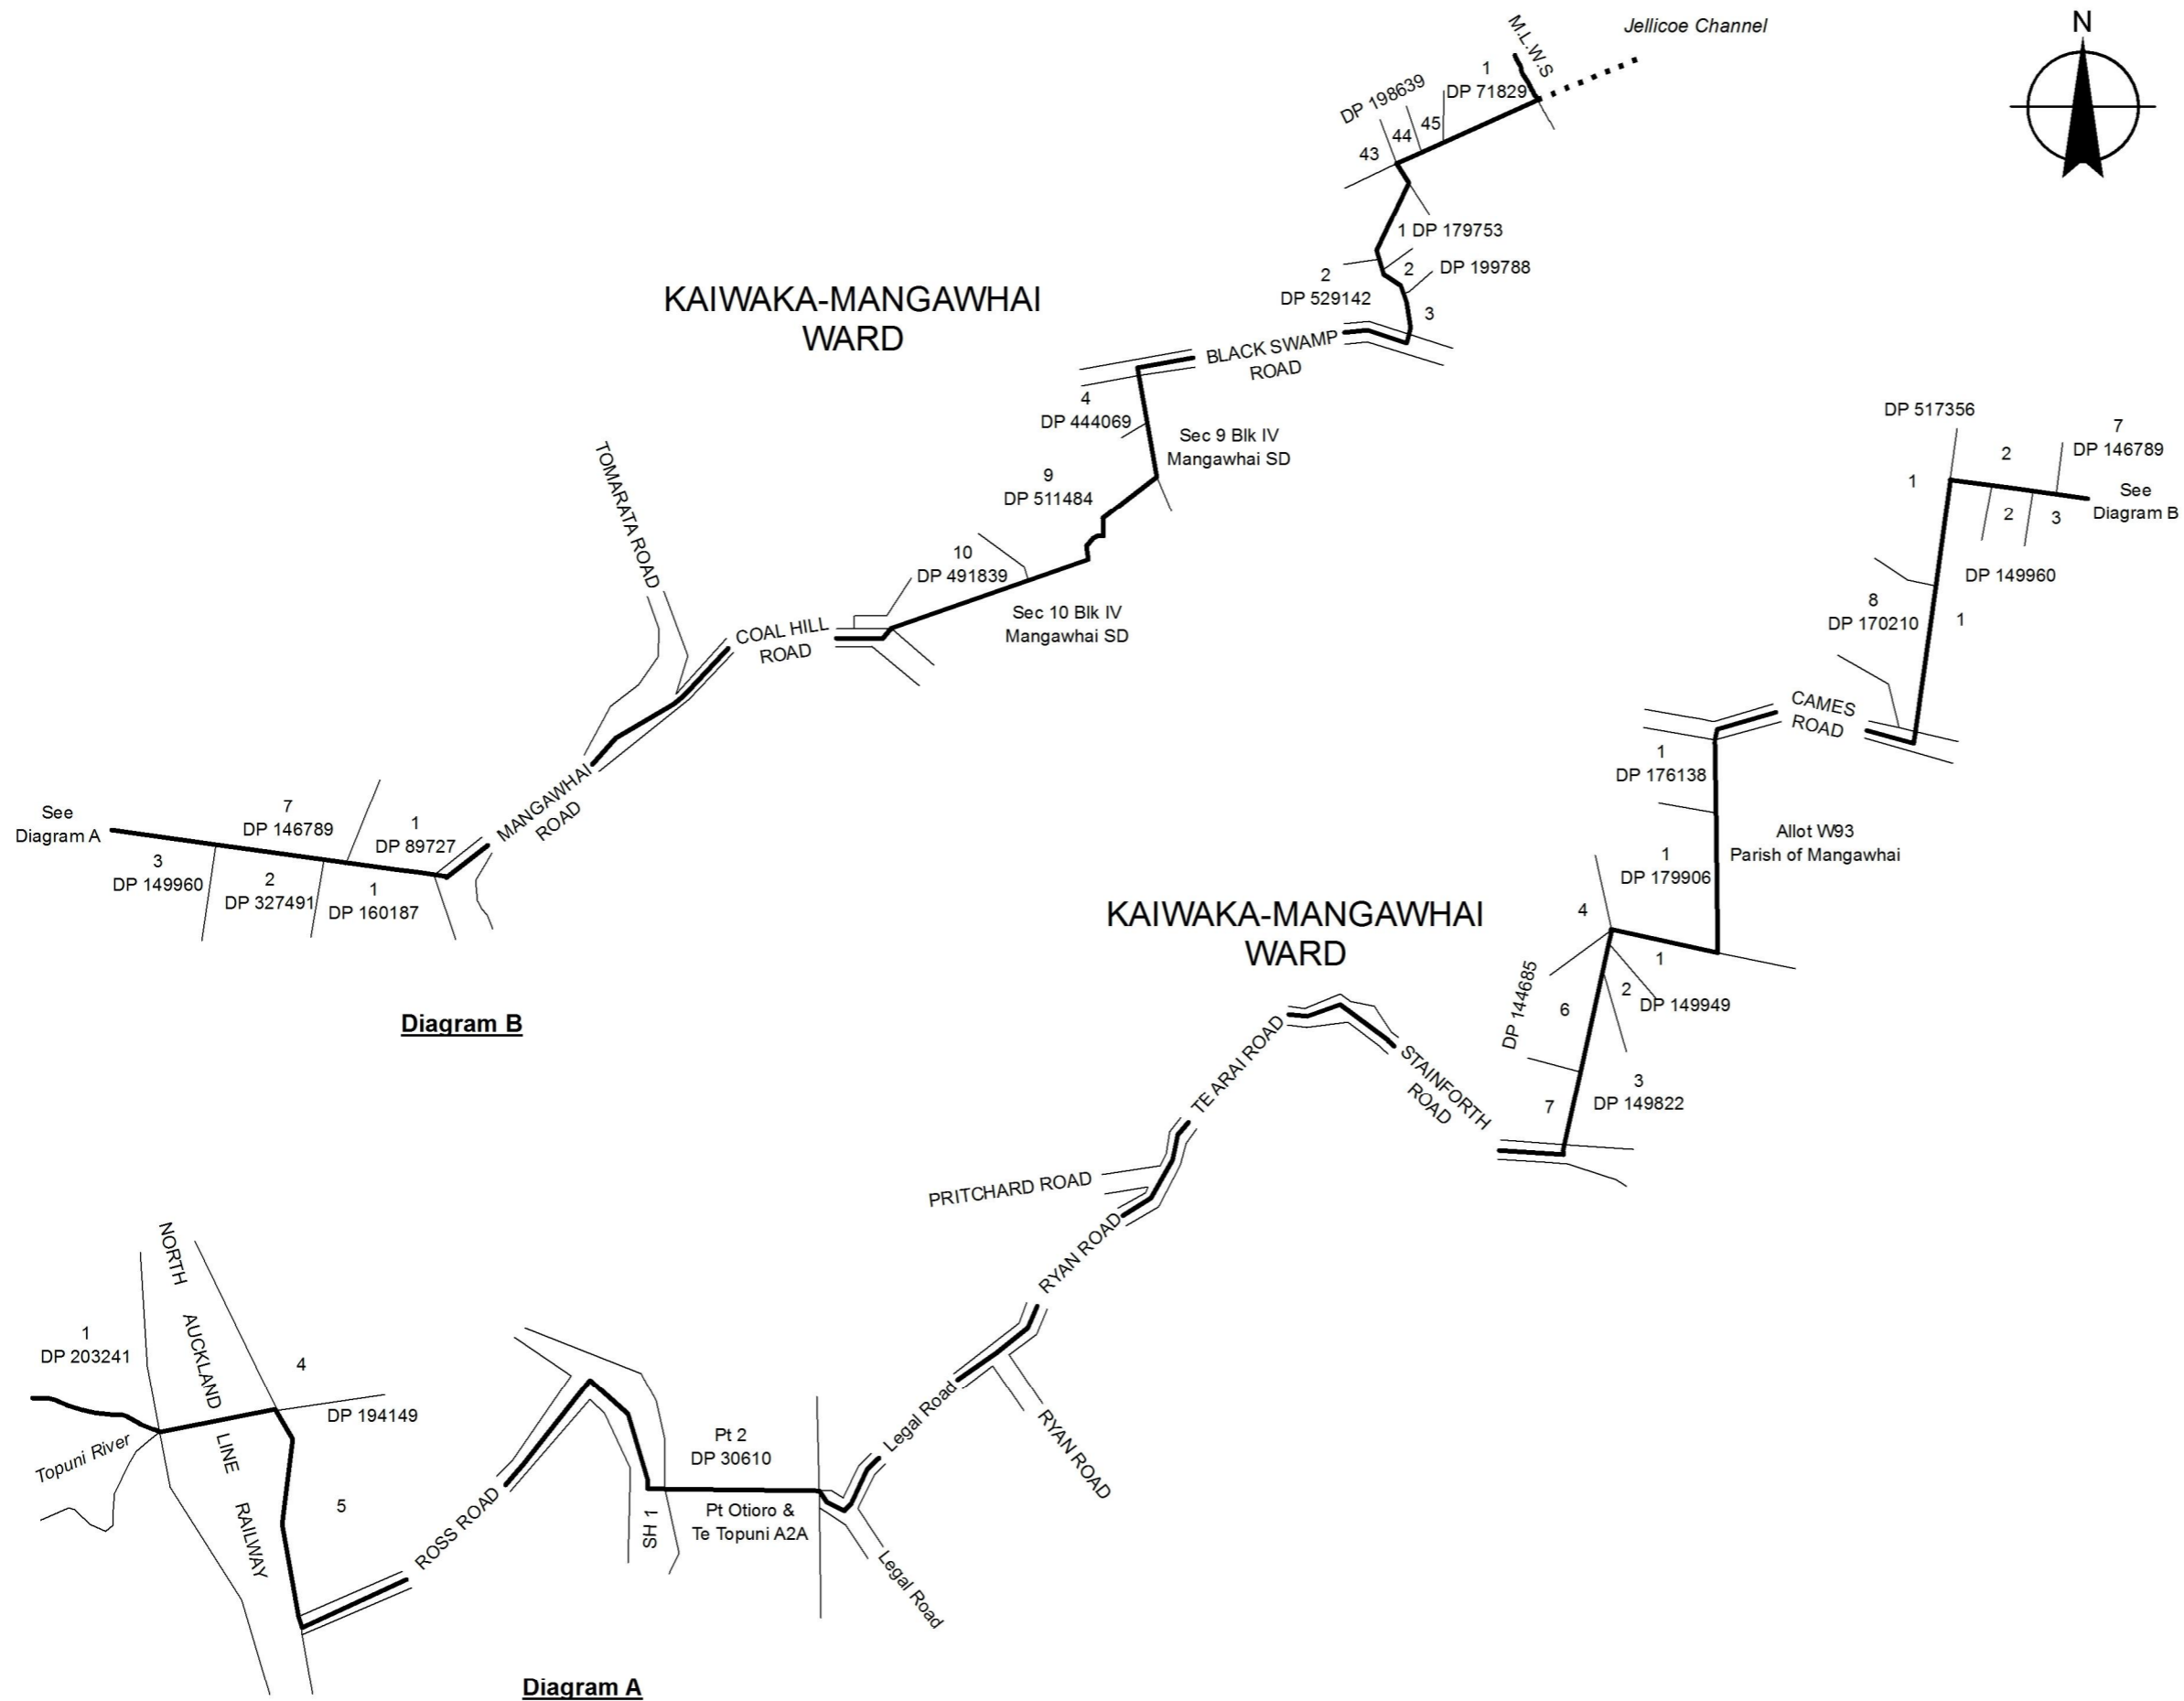 Jellicoe Channel
N
M.L.W.S
1
DP 71829
DP 198639
45
44
43
1 DP 179753
2
DP 199788
2
DP 529142
3
KAIWAKA-MANGAWHAI
WARD
BLACK SWAMP
ROAD
4
DP 444069
Sec 9 Blk IV
Mangawhai SD
9
DP 511484
TOMARATA ROAD
10
DP 491839
Sec 10 Blk IV
Mangawhai SD
COAL HILL
ROAD
MANGAWHAI
ROAD
See
Diagram A
7
DP 146789
1
DP 89727
3
DP 149960
2
DP 327491
1
DP 160187
Diagram B
DP 517356
7
DP 146789
2
1
See
Diagram B
2
3
DP 149960
8
DP 170210
1
CAMES
ROAD
1
DP 176138
Allot W93
Parish of Mangawhai
1
DP 179906
4
1
2
DP 149949
DP 144685
6
3
DP 149822
7
KAIWAKA-MANGAWHAI
WARD
TE ARAI ROAD
STAINFORTH
ROAD
PRITCHARD ROAD
RYAN ROAD
RYAN ROAD
Legal Road
Legal Road
NORTH AUCKLAND LINE RAILWAY
1
DP 203241
4
DP 194149
Topuni River
5
ROSS ROAD
SH 1
Pt 2
DP 30610
Pt Otioro &
Te Topuni A2A
Diagram A